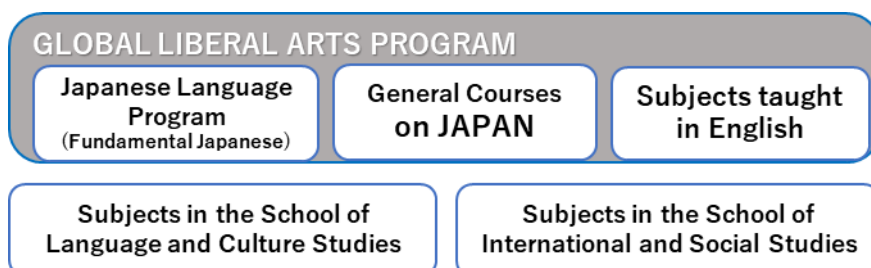 GLOBAL LIBERAL ARTS PROGRAM
Japanese Language
Program
(Fundamental Japanese)
General Courses
on JAPAN
Subjects taught
in English
Subjects in the School of
Language and Culture Studies
Subjects in the School of
International and Social Studies